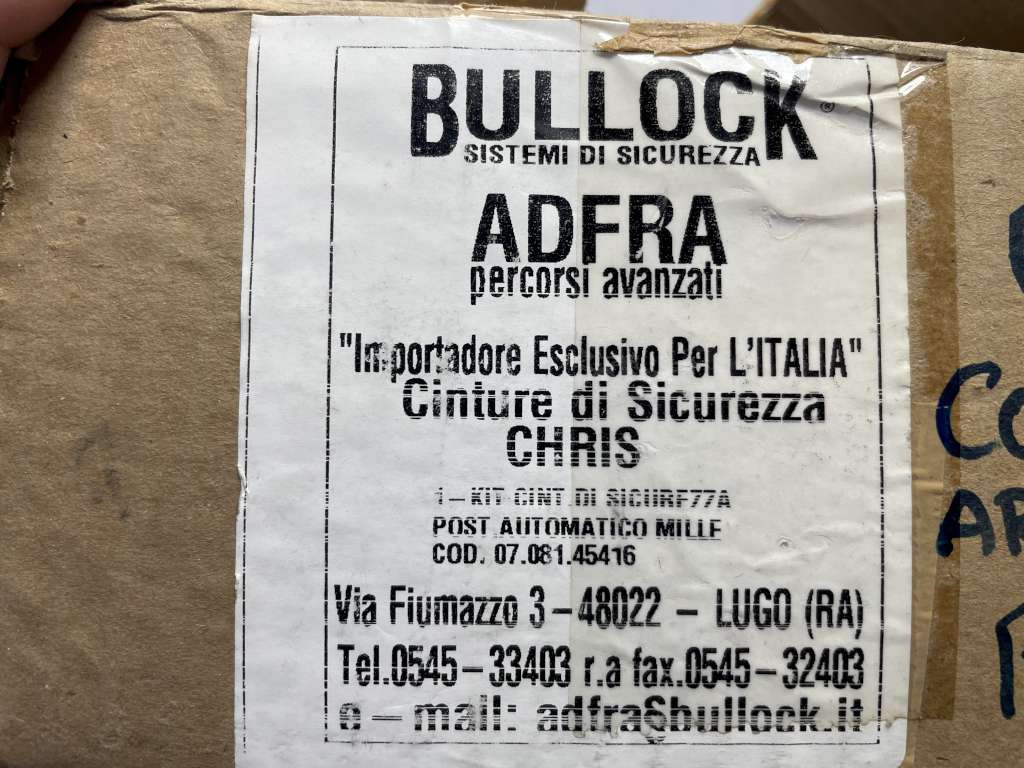 BULLOCK®
SISTEMI DI SICUREZZA
ADFRA
percorsi avanzati
"Importadore Esclusivo Per L'ITALIA"
Cinture di Sicurezza
CHRIS
1-KIT CINT.DI SICUREZZA
POST.AUTOMATICO MILLE
COD. 07.081.45416
Via Fiumazzo 3-48022 - LUGO (RA)
Tel.0545-33403 r.a fax.0545-32403
e-mail: adfra@bullock.it